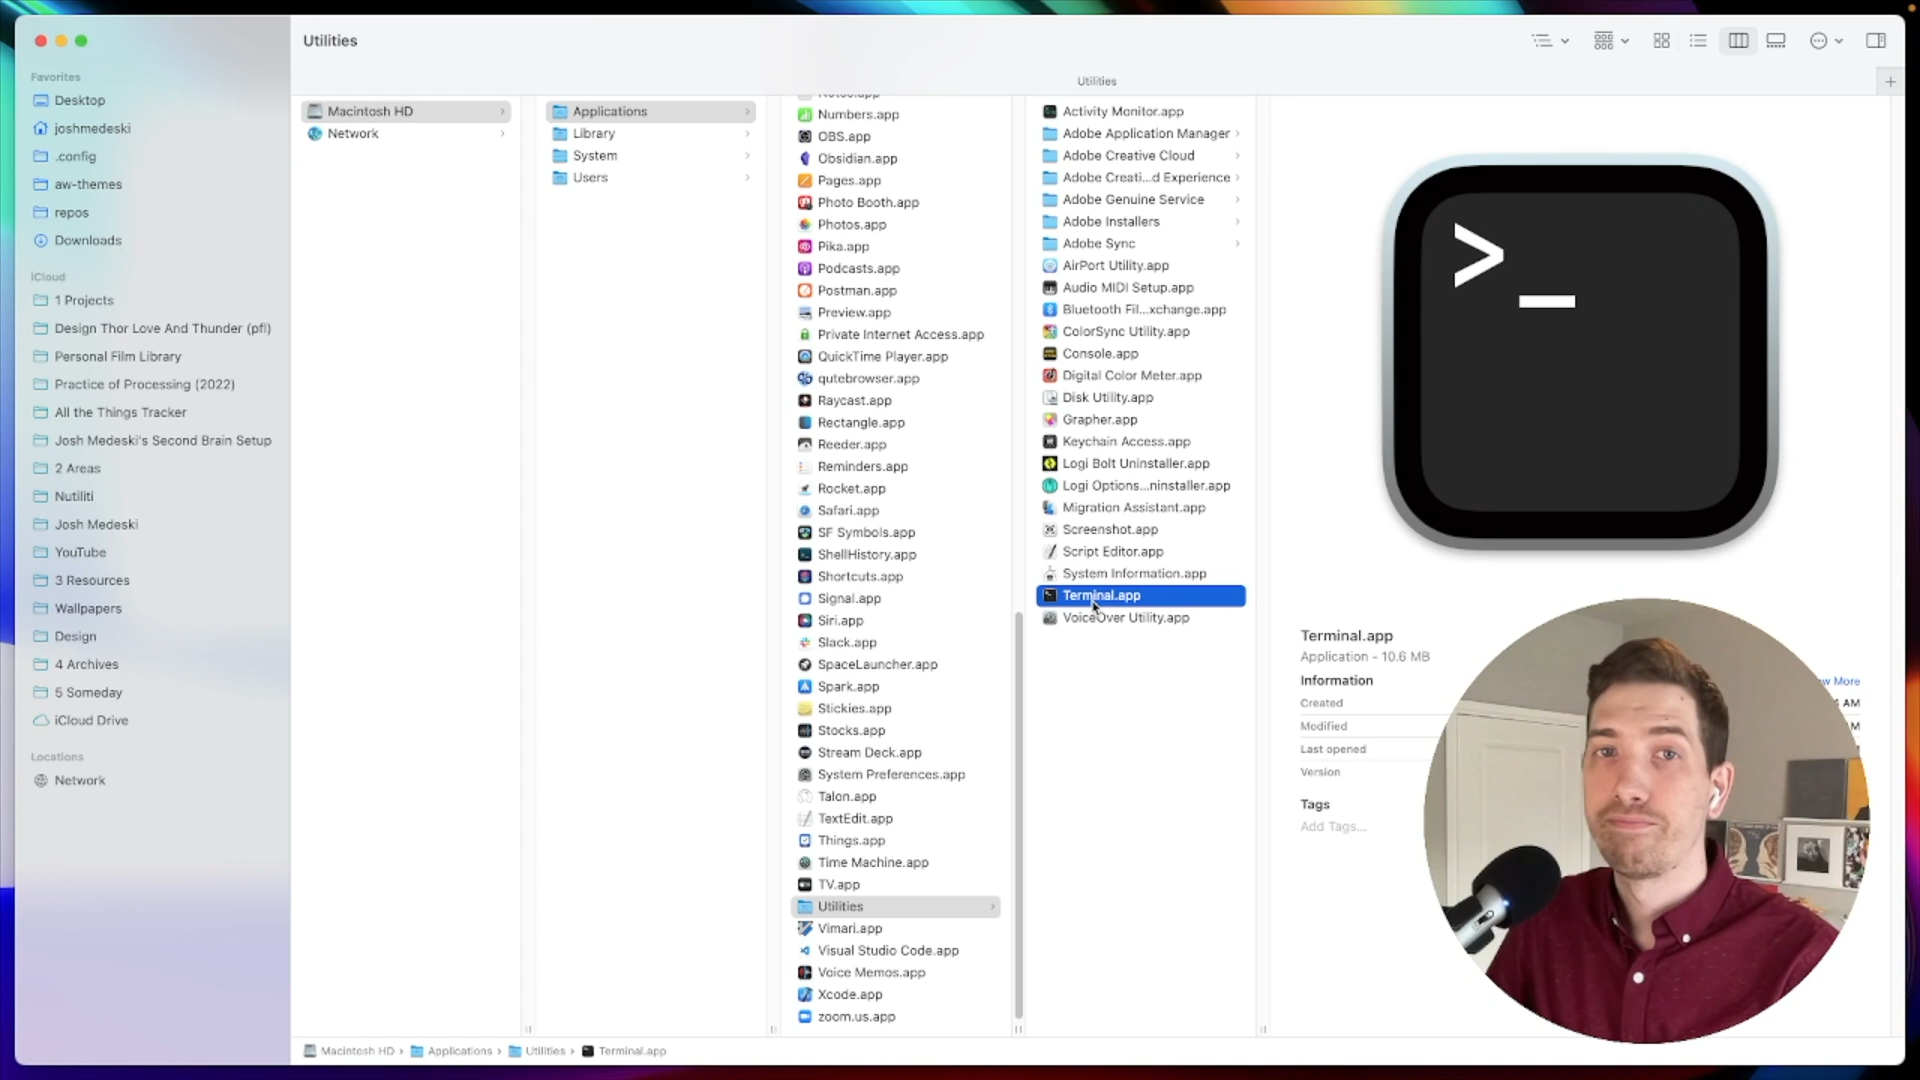 Utilities
Utilities
Favorites
Desktop
joshmedeski
.config
aw-themes
repos
Downloads
iCloud
1 Projects
Design Thor Love And Thunder (pfl)
Personal Film Library
Practice of Processing (2022)
All the Things Tracker
Josh Medeski's Second Brain Setup
2 Areas
Nutiliti
Josh Medeski
YouTube
3 Resources
Wallpapers
Design
4 Archives
5 Someday
iCloud Drive
Locations
Network
Macintosh HD
Network
Applications
Library
System
Users
Numbers.app
OBS.app
Obsidian.app
Pages.app
Photo Booth.app
Photos.app
Pika.app
Podcasts.app
Postman.app
Preview.app
Private Internet Access.app
QuickTime Player.app
qutebrowser.app
Raycast.app
Rectangle.app
Reeder.app
Reminders.app
Rocket.app
Safari.app
SF Symbols.app
ShellHistory.app
Shortcuts.app
Signal.app
Siri.app
Slack.app
SpaceLauncher.app
Spark.app
Stickies.app
Stocks.app
Stream Deck.app
System Preferences.app
Talon.app
TextEdit.app
Things.app
Time Machine.app
TV.app
Utilities
Vimari.app
Visual Studio Code.app
Voice Memos.app
Xcode.app
zoom.us.app
Activity Monitor.app
Adobe Application Manager
Adobe Creative Cloud
Adobe Creati...d Experience
Adobe Genuine Service
Adobe Installers
Adobe Sync
AirPort Utility.app
Audio MIDI Setup.app
Bluetooth Fil...xchange.app
ColorSync Utility.app
Console.app
Digital Color Meter.app
Disk Utility.app
Grapher.app
Keychain Access.app
Logi Bolt Uninstaller.app
Logi Options...ninstaller.app
Migration Assistant.app
Screenshot.app
Script Editor.app
System Information.app
Terminal.app
VoiceOver Utility.app
>_
Terminal.app
Application - 10.6 MB
Information
More
Created
AM
Modified
Last opened
Version
Tags
Add Tags...
Macintosh HD › Applications › Utilities › Terminal.app